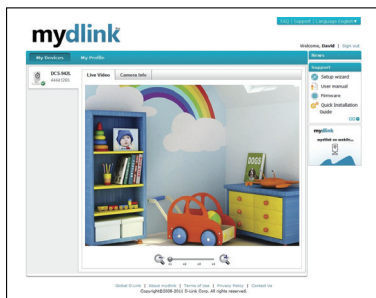 FAQ | Support | Language English
mydlink
Welcome, David | Sign out
My Devices
My Profile
News
DCS-942L
44441203
Live Video
Camera Info
Support
Setup wizard
User manual
Firmware
Quick Installation
Guide
mydlink
DOGS
x1 x2 x3 x4
Global D-Link | About mydlink | Terms of Use | Privacy Policy | Contact Us
Copyright©2008-2011 D-Link Corp. All rights reserved.